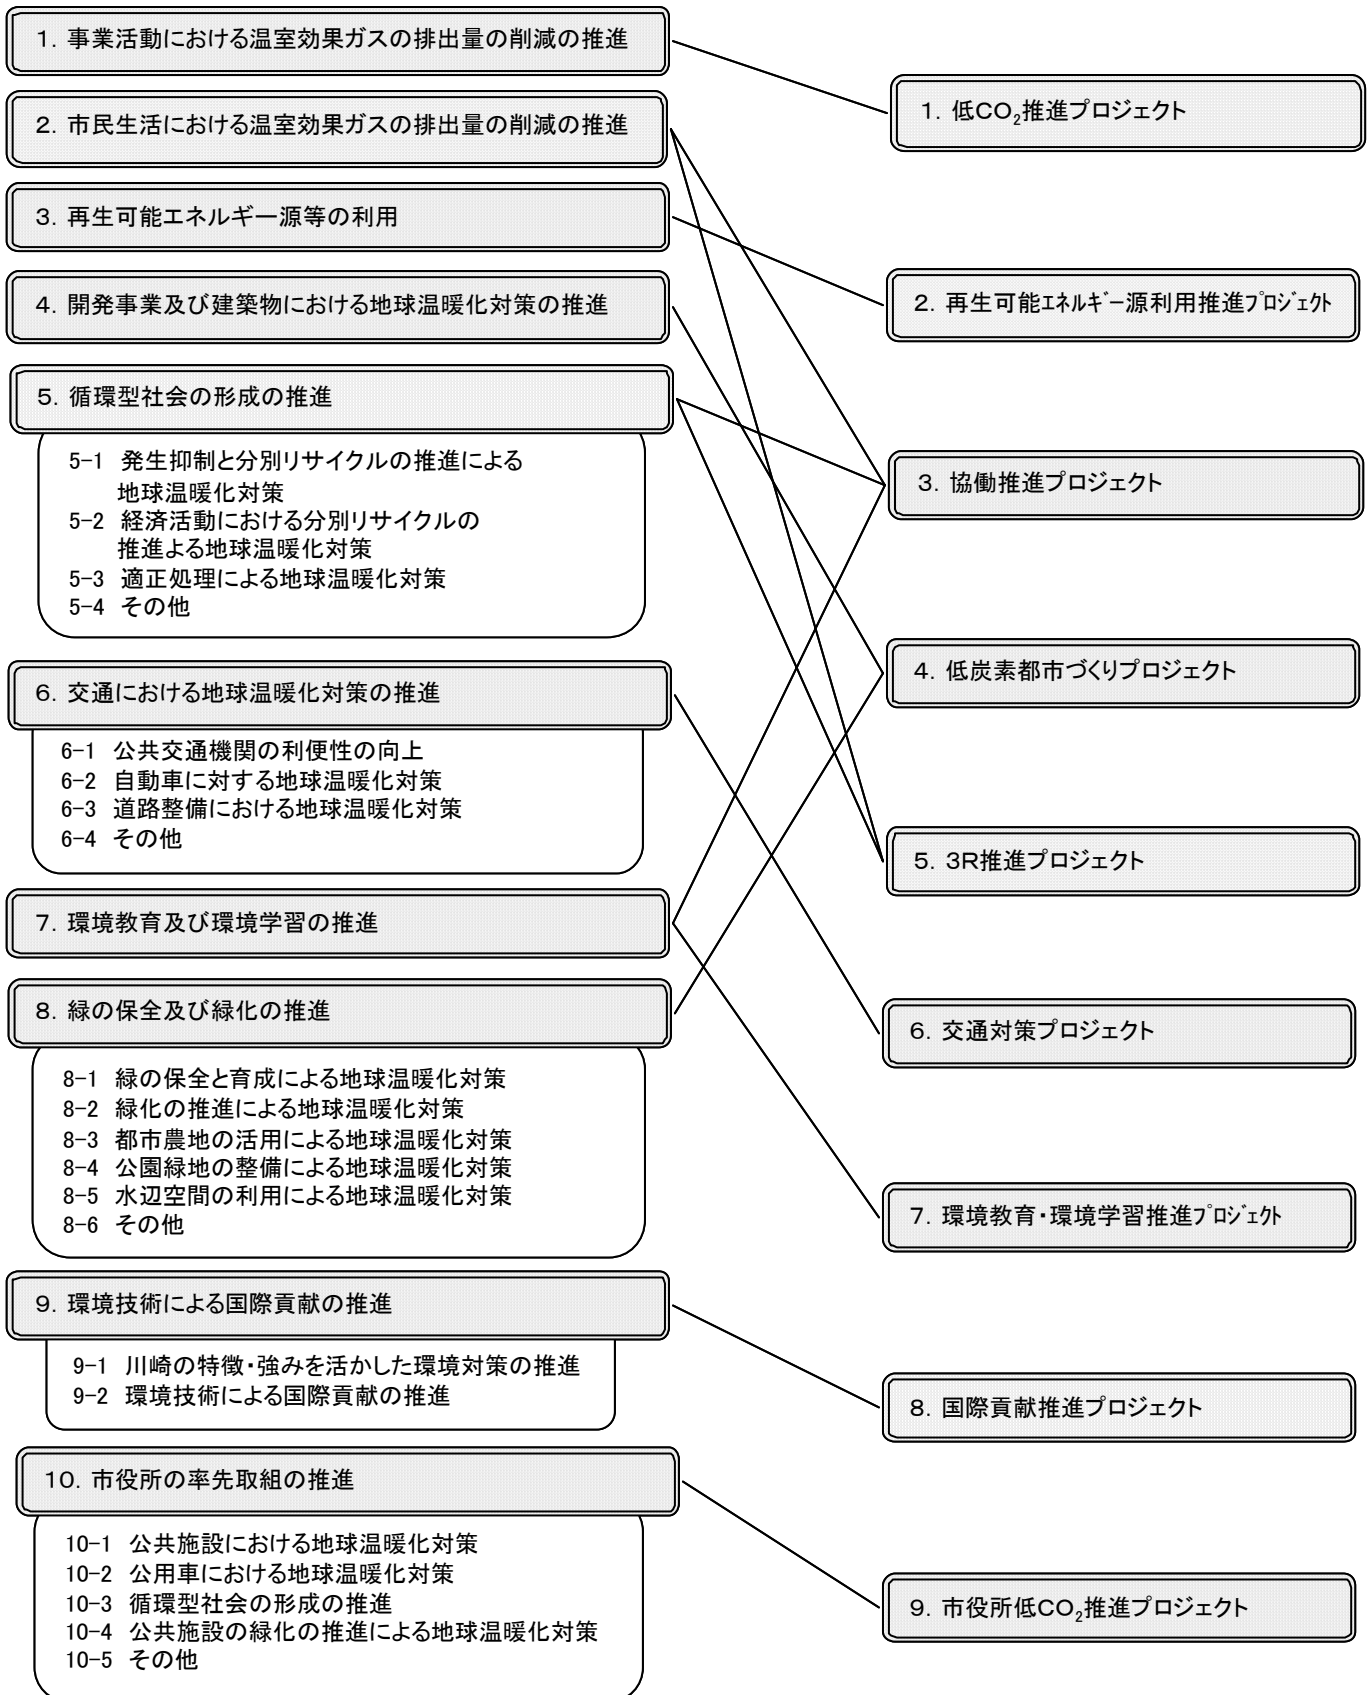 1．事業活動における温室効果ガスの排出量の削減の推進
2．市民生活における温室効果ガスの排出量の削減の推進
3．再生可能エネルギー源等の利用
4．開発事業及び建築物における地球温暖化対策の推進
5．循環型社会の形成の推進
5-1 発生抑制と分別リサイクルの推進による
地球温暖化対策
5-2 経済活動における分別リサイクルの
推進よる地球温暖化対策
5-3 適正処理による地球温暖化対策
5-4 その他
6．交通における地球温暖化対策の推進
6-1 公共交通機関の利便性の向上
6-2 自動車に対する地球温暖化対策
6-3 道路整備における地球温暖化対策
6-4 その他
7．環境教育及び環境学習の推進
8．緑の保全及び緑化の推進
8-1 緑の保全と育成による地球温暖化対策
8-2 緑化の推進による地球温暖化対策
8-3 都市農地の活用による地球温暖化対策
8-4 公園緑地の整備による地球温暖化対策
8-5 水辺空間の利用による地球温暖化対策
8-6 その他
9．環境技術による国際貢献の推進
9-1 川崎の特徴・強みを活かした環境対策の推進
9-2 環境技術による国際貢献の推進
10．市役所の率先取組の推進
10-1 公共施設における地球温暖化対策
10-2 公用車における地球温暖化対策
10-3 循環型社会の形成の推進
10-4 公共施設の緑化の推進による地球温暖化対策
10-5 その他
1．低CO₂推進プロジェクト
2．再生可能ｴﾈﾙｷﾞｰ源利用推進ﾌﾟﾛｼﾞｪｸﾄ
3．協働推進プロジェクト
4．低炭素都市づくりプロジェクト
5．3R推進プロジェクト
6．交通対策プロジェクト
7．環境教育・環境学習推進ﾌﾟﾛｼﾞｪｸﾄ
8．国際貢献推進プロジェクト
9．市役所低CO₂推進プロジェクト